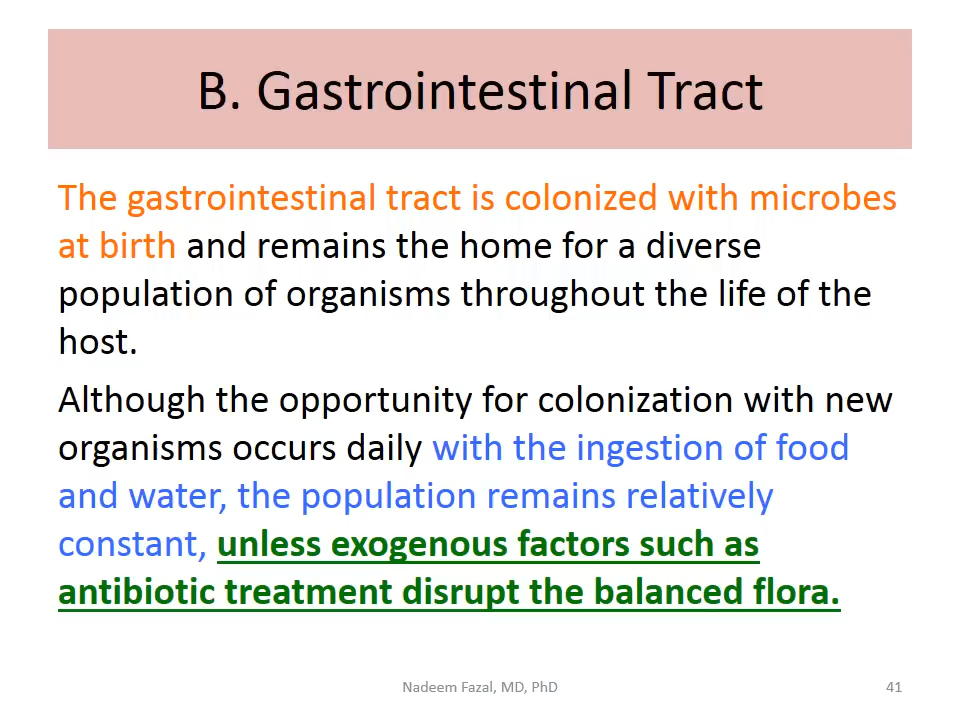 B. Gastrointestinal Tract
The gastrointestinal tract is colonized with microbes
at birth and remains the home for a diverse
population of organisms throughout the life of the
host.
Although the opportunity for colonization with new
organisms occurs daily with the ingestion of food
and water, the population remains relatively
constant, unless exogenous factors such as
antibiotic treatment disrupt the balanced flora.
Nadeem Fazal, MD, PhD
41